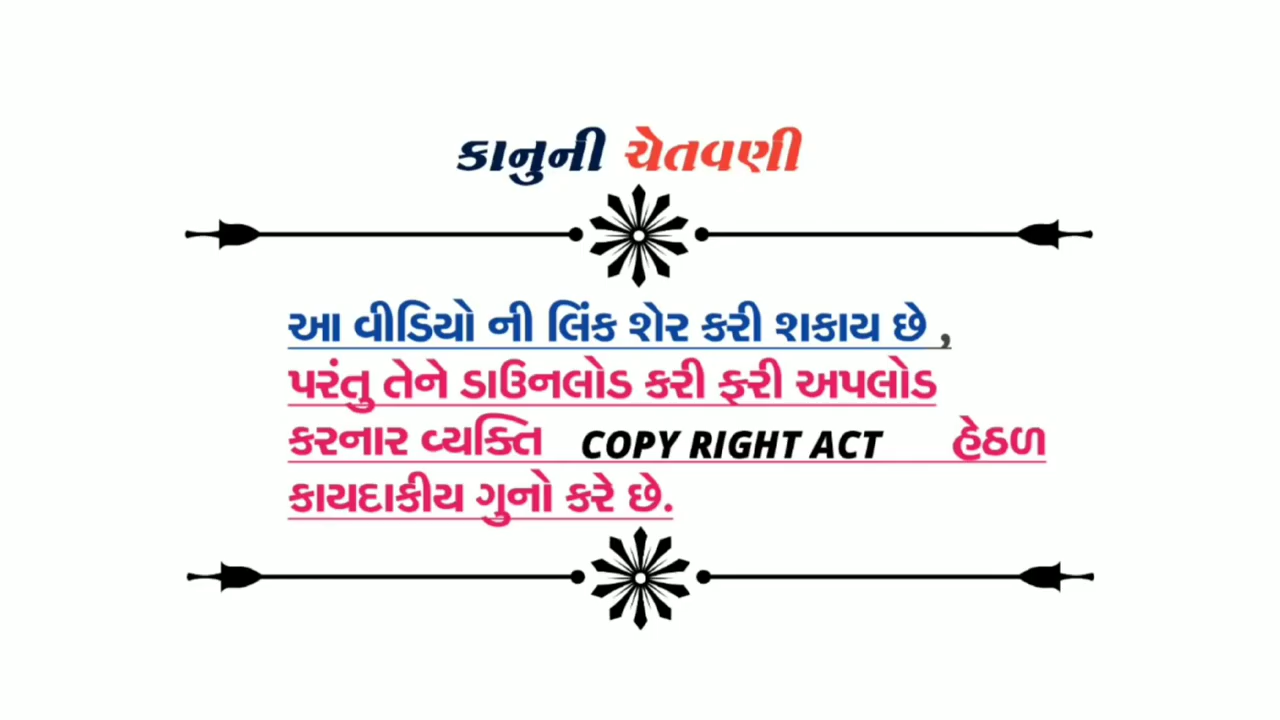 કાનુની ચેતવણી
આ વીડિયો ની લિંક શેર કરી શકાય છે ,
પરંતુ તેને ડાઉનલોડ કરી ફરી અપલોડ
કરનાર વ્યક્તિ COPY RIGHT ACT હેઠળ
કાયદાકીય ગુનો કરે છે.